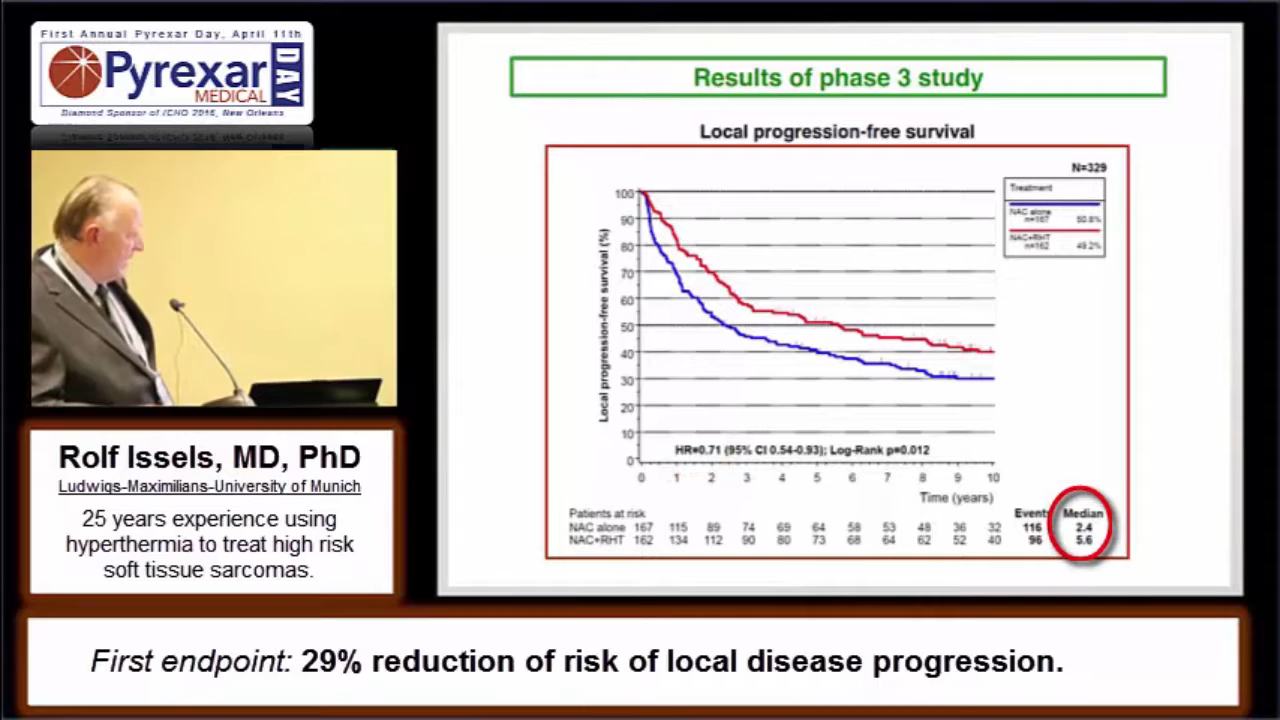 First Annual Pyrexar Day, April 11th
Pyrexar
MEDICAL
DAY
Diamond Sponsor of ICHO 2016, New Orleans
Rolf Issels, MD, PhD
Ludwigs-Maximilians-University of Munich
25 years experience using
hyperthermia to treat high risk
soft tissue sarcomas.
Results of phase 3 study
Local progression-free survival
N=329
Treatment
NAC alone
n=167 50.8%
NAC+RHT
n=162 49.2%
Local progression-free survival (%)
100
90
80
70
60
50
40
30
20
10
0
HR=0.71 (95% CI 0.54-0.93); Log-Rank p=0.012
0 1 2 3 4 5 6 7 8 9 10
Time (years)
Patients at risk Event Median
NAC alone 167 115 89 74 69 64 58 53 48 36 32 116 2.4
NAC+RHT 162 134 112 90 80 73 68 64 62 52 40 96 5.6
First endpoint: 29% reduction of risk of local disease progression.